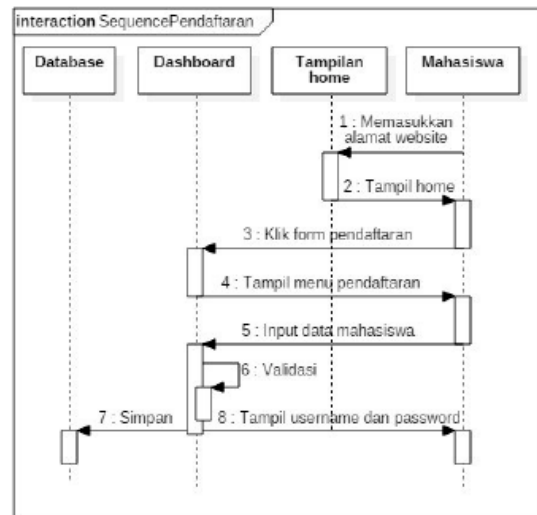 interaction SequencePendaftaran
Database
Dashboard
Tampilan
home
Mahasiswa
1 : Memasukkan
alamat website
2 : Tampil home
3 : Klik form pendaftaran
4 : Tampil menu pendaftaran
5 : Input data mahasiswa
6 : Validasi
7 : Simpan
8 : Tampil username dan password